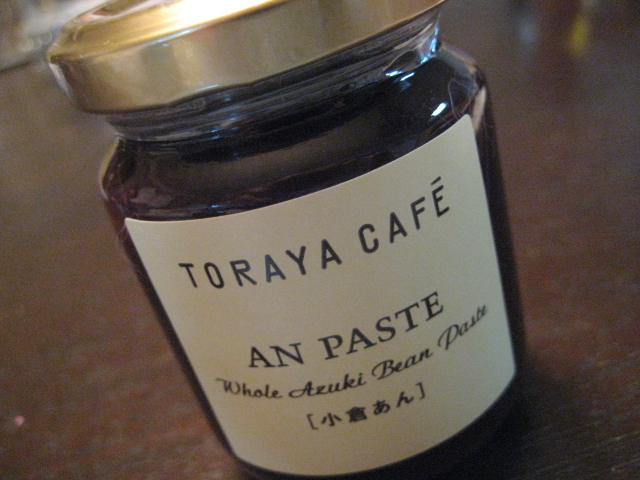 TORAYA CAFÉ
AN PASTE
Whole Azuki Bean Paste
[小倉あん]